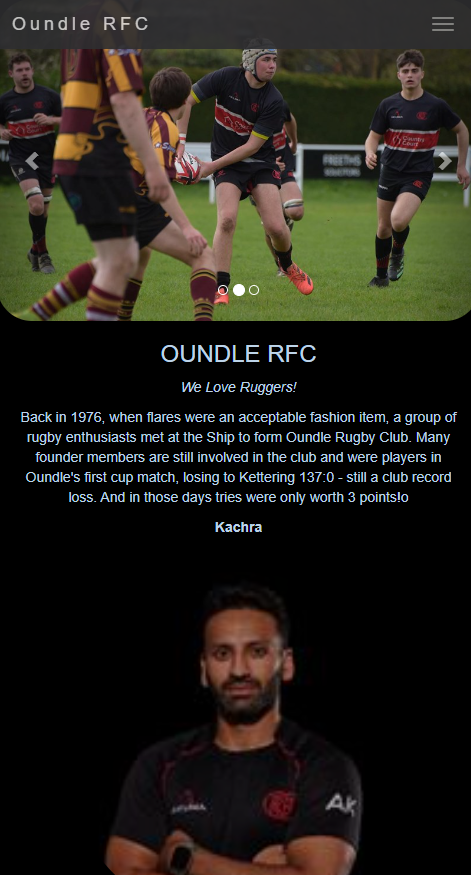 Oundle RFC
FREETHS
County
Court
OUNDLE RFC
We Love Ruggers!
Back in 1976, when flares were an acceptable fashion item, a group of
rugby enthusiasts met at the Ship to form Oundle Rugby Club. Many
founder members are still involved in the club and were players in
Oundle's first cup match, losing to Kettering 137:0 - still a club record
loss. And in those days tries were only worth 3 points!o
Kachra
AK